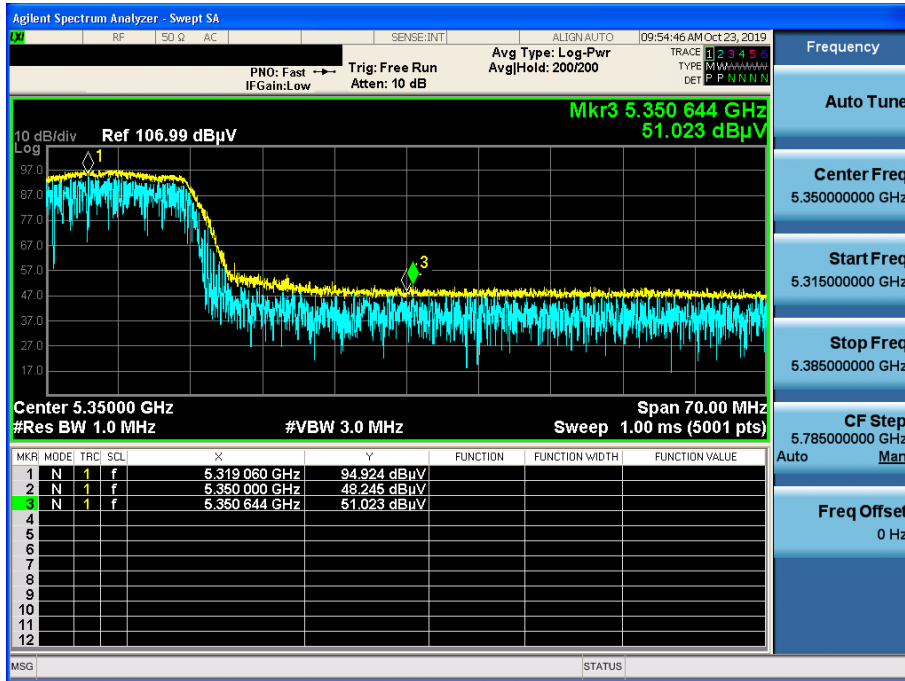 Agilent Spectrum Analyzer - Swept SA
LXI RF 50 Ω AC SENSE:INT ALIGNAUTO 09:54:46 AM Oct 23, 2019
PNO: Fast Trig: Free Run Avg Type: Log-Pwr TRACE 1 2 3 4 5 6
IFGain:Low Atten: 10 dB Avg|Hold: 200/200 TYPE MWWWWW
DET P P N N N N
Mkr3 5.350 644 GHz
51.023 dBµV
10 dB/div Ref 106.99 dBµV
Log
97.0
87.0
77.0
67.0
57.0
47.0
37.0
27.0
17.0
1
3
Center 5.35000 GHz Span 70.00 MHz
#Res BW 1.0 MHz #VBW 3.0 MHz Sweep 1.00 ms (5001 pts)
MKR MODE TRC SCL X Y FUNCTION FUNCTION WIDTH FUNCTION VALUE
1 N 1 f 5.319 060 GHz 94.924 dBµV
2 N 1 f 5.350 000 GHz 48.245 dBµV
3 N 1 f 5.350 644 GHz 51.023 dBµV
4
5
6
7
8
9
10
11
12
MSG STATUS
Frequency
Auto Tune
Center Freq
5.350000000 GHz
Start Freq
5.315000000 GHz
Stop Freq
5.385000000 GHz
CF Step
5.785000000 GHz
Auto Man
Freq Offset
0 Hz